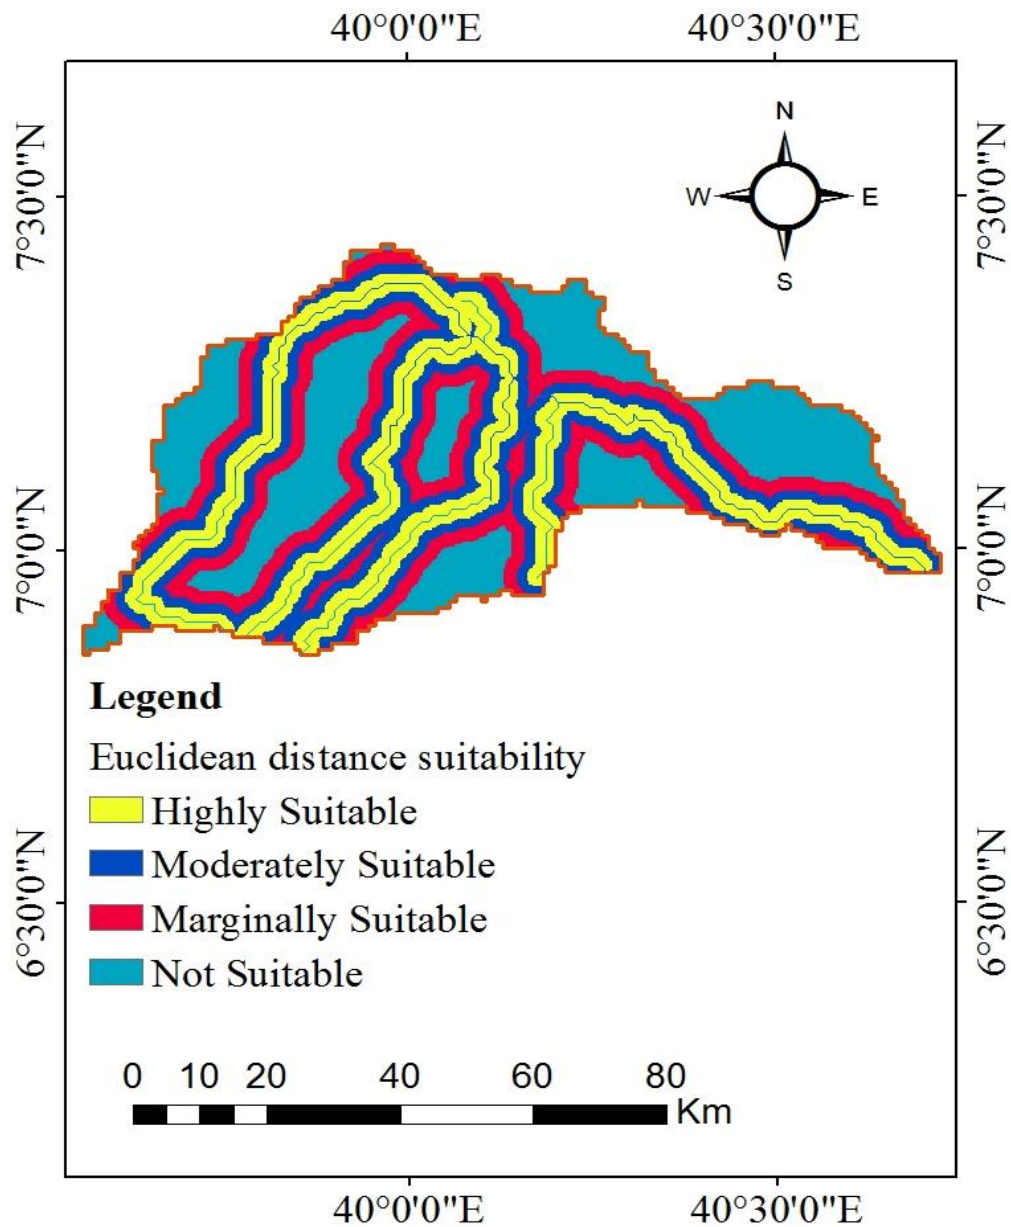 40°0'0"E 40°30'0"E
N
W E
S
7°30'0"N 7°30'0"N
7°0'0"N 7°0'0"N
Legend
Euclidean distance suitability
Highly Suitable
Moderately Suitable
Marginally Suitable
Not Suitable
6°30'0"N 6°30'0"N
0 10 20 40 60 80
Km
40°0'0"E 40°30'0"E